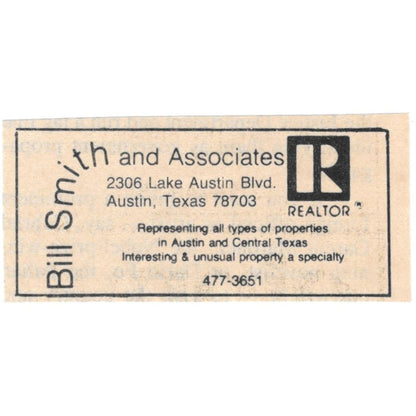 Bill Smith and Associates
2306 Lake Austin Blvd.
Austin, Texas 78703
R
REALTOR™
Representing all types of properties
in Austin and Central Texas
Interesting & unusual property a specialty
477-3651